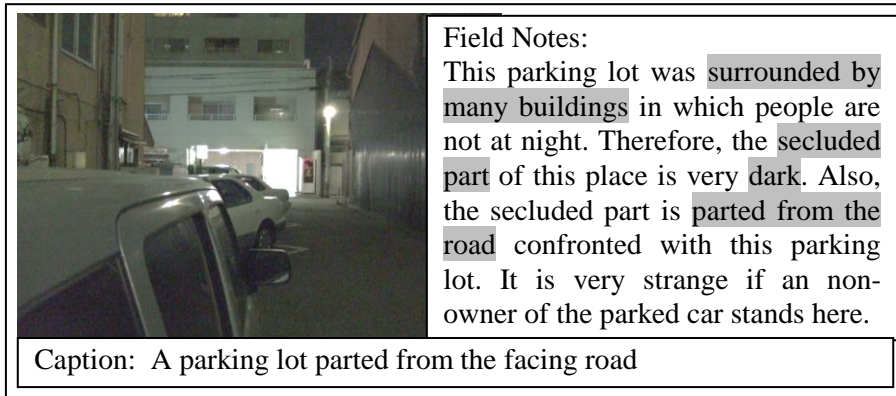 Field Notes:
This parking lot was surrounded by
many buildings in which people are
not at night. Therefore, the secluded
part of this place is very dark. Also,
the secluded part is parted from the
road confronted with this parking
lot. It is very strange if an non-
owner of the parked car stands here.
Caption: A parking lot parted from the facing road